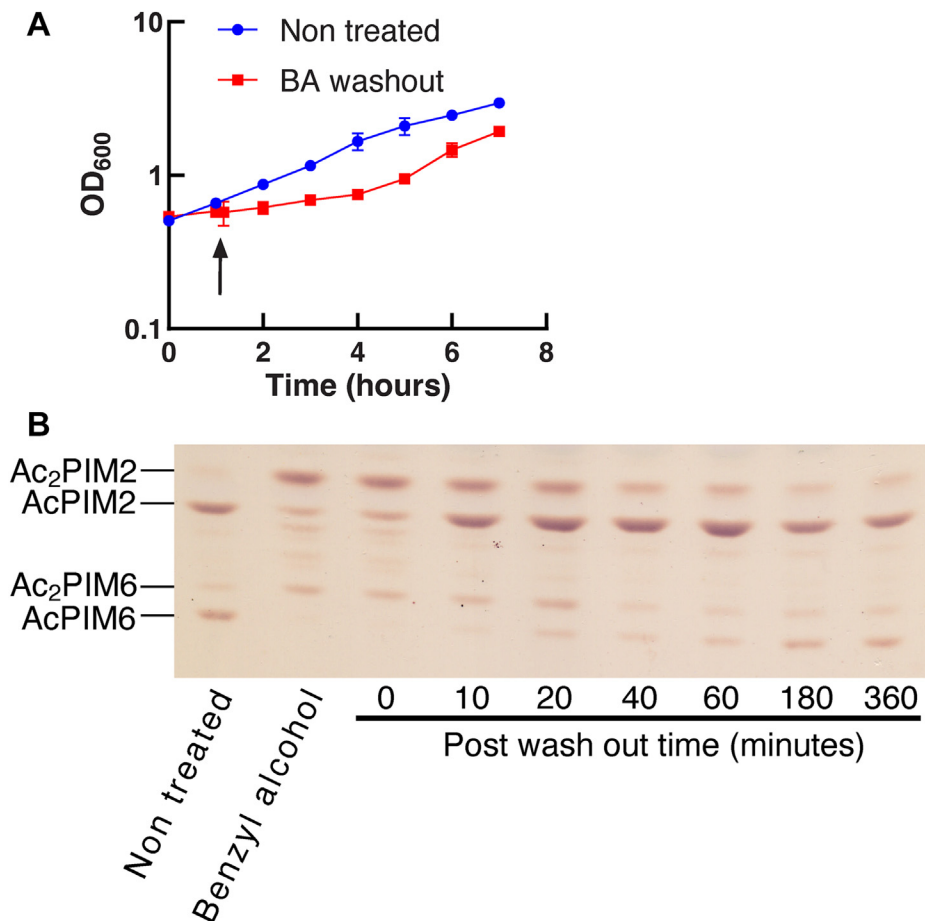 A
10
Non treated
BA washout
OD600
1
0.1
0 2 4 6 8
Time (hours)
B
Ac2PIM2
AcPIM2
Ac2PIM6
AcPIM6
Non treated
Benzyl alcohol
0 10 20 40 60 180 360
Post wash out time (minutes)